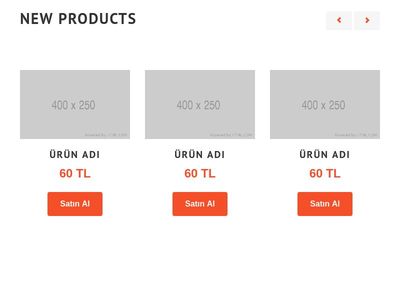 NEW PRODUCTS
400 x 250
400 x 250
400 x 250
ÜRÜN ADI
ÜRÜN ADI
ÜRÜN ADI
60 TL
60 TL
60 TL
Satın Al
Satın Al
Satın Al